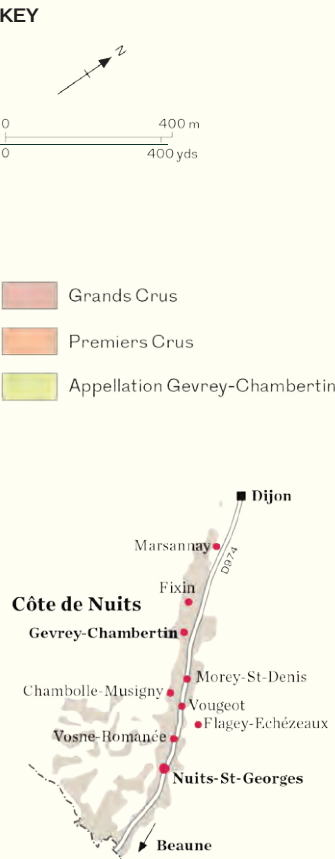 KEY
N
0 400 m
0 400 yds
Grands Crus
Premiers Crus
Appellation Gevrey-Chambertin
Dijon
Marsannay
D974
Fixin
Côte de Nuits
Gevrey-Chambertin
Morey-St-Denis
Chambolle-Musigny
Vougeot
Flagey-Echézeaux
Vosne-Romanée
Nuits-St-Georges
Beaune